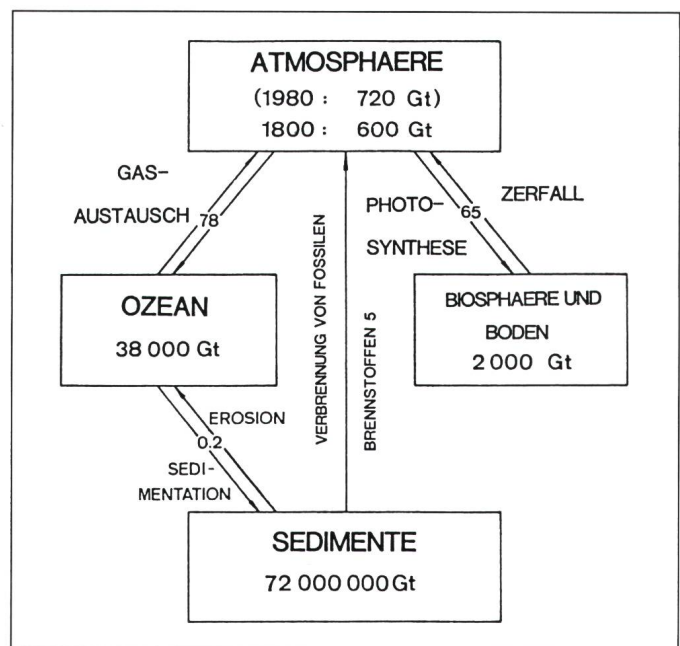 ATMOSPHAERE
(1980 : 720 Gt)
1800 : 600 Gt
GAS-
AUSTAUSCH
78
PHOTO-
SYNTHESE
65
ZERFALL
OZEAN
38 000 Gt
VERBRENNUNG VON FOSSILEN
BRENNSTOFFEN 5
BIOSPHAERE UND
BODEN
2 000 Gt
EROSION
0.2
SEDI-
MENTATION
SEDIMENTE
72 000 000 Gt